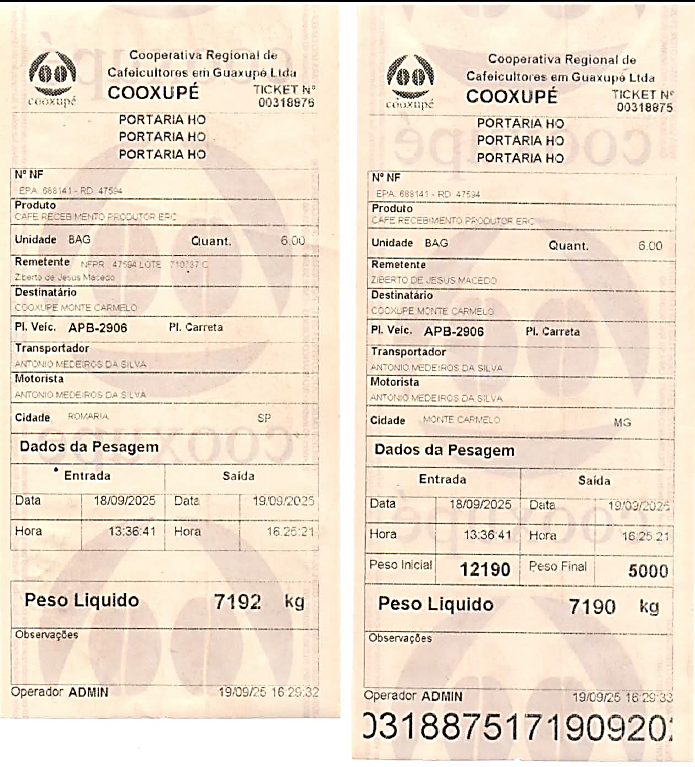 Cooperativa Regional de
Cafeicultores em Guaxupé Ltda
COOXUPÉ
cooxupé
TICKET Nº
00318876
PORTARIA HO
PORTARIA HO
PORTARIA HO
Nº NF
EPA: 688141 - RD: 47594
Produto
CAFE RECEBIMENTO PRODUTOR ERC
Unidade BAG Quant. 6.00
Remetente NFPR: 47594 LOTE:
Ziberto de Jesus Macedo
Destinatário
COOXUPE MONTE CARMELO
Pl. Veíc. APB-2906 Pl. Carreta
Transportador
ANTONIO MEDEIROS DA SILVA
Motorista
ANTONIO MEDEIROS DA SILVA
Cidade ROMARIA SP
Dados da Pesagem
Entrada Saída
Data 18/09/2025 Data 19/09/2025
Hora 13:36:41 Hora 16:25:21
Peso Liquido 7192 kg
Observações
Operador ADMIN 19/09/25 16:29:32
Cooperativa Regional de
Cafeicultores em Guaxupé Ltda
COOXUPÉ
cooxupé
TICKET Nº
00318875
PORTARIA HO
PORTARIA HO
PORTARIA HO
Nº NF
EPA: 688141 - RD: 47594
Produto
CAFE RECEBIMENTO PRODUTOR ERC
Unidade BAG Quant. 6.00
Remetente
ZIBERTO DE JESUS MACEDO
Destinatário
COOXUPE MONTE CARMELO
Pl. Veíc. APB-2906 Pl. Carreta
Transportador
ANTONIO MEDEIROS DA SILVA
Motorista
ANTONIO MEDEIROS DA SILVA
Cidade MONTE CARMELO MG
Dados da Pesagem
Entrada Saída
Data 18/09/2025 Data 19/09/2025
Hora 13:36:41 Hora 16:25:21
Peso Inicial 12190 Peso Final 5000
Peso Liquido 7190 kg
Observações
Operador ADMIN 19/09/25 16:29:33
0318875171909202